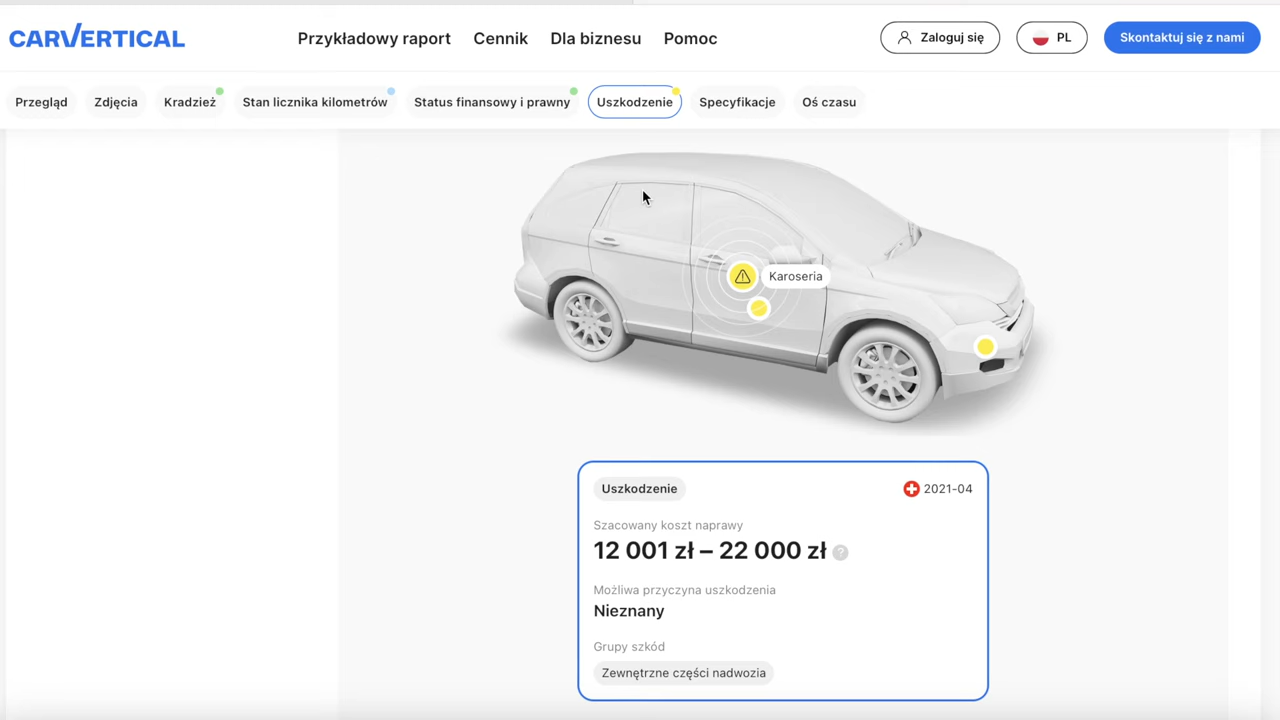 CARVERTICAL
Przykładowy raport
Cennik
Dla biznesu
Pomoc
Zaloguj się
PL
Skontaktuj się z nami
Przegląd
Zdjęcia
Kradzież
Stan licznika kilometrów
Status finansowy i prawny
Uszkodzenie
Specyfikacje
Oś czasu
Karoseria
Uszkodzenie
2021-04
Szacowany koszt naprawy
12 001 zł – 22 000 zł ?
Możliwa przyczyna uszkodzenia
Nieznany
Grupy szkód
Zewnętrzne części nadwozia